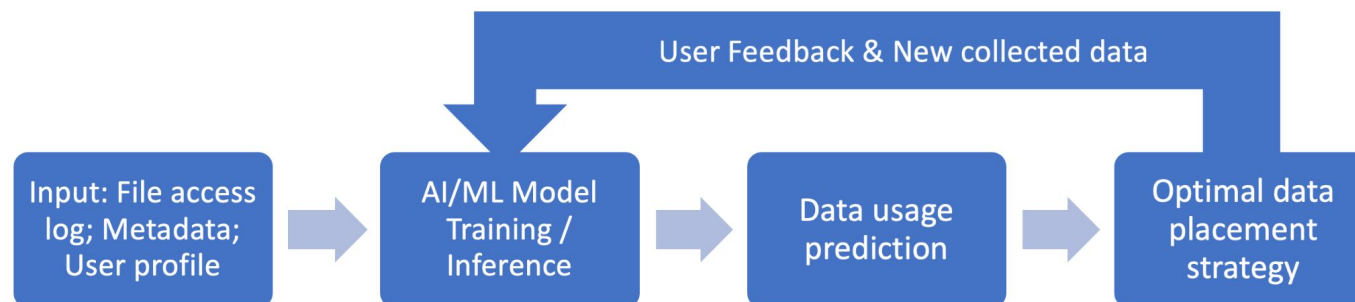 User Feedback & New collected data
Input: File access
log; Metadata;
User profile
AI/ML Model
Training /
Inference
Data usage
prediction
Optimal data
placement
strategy